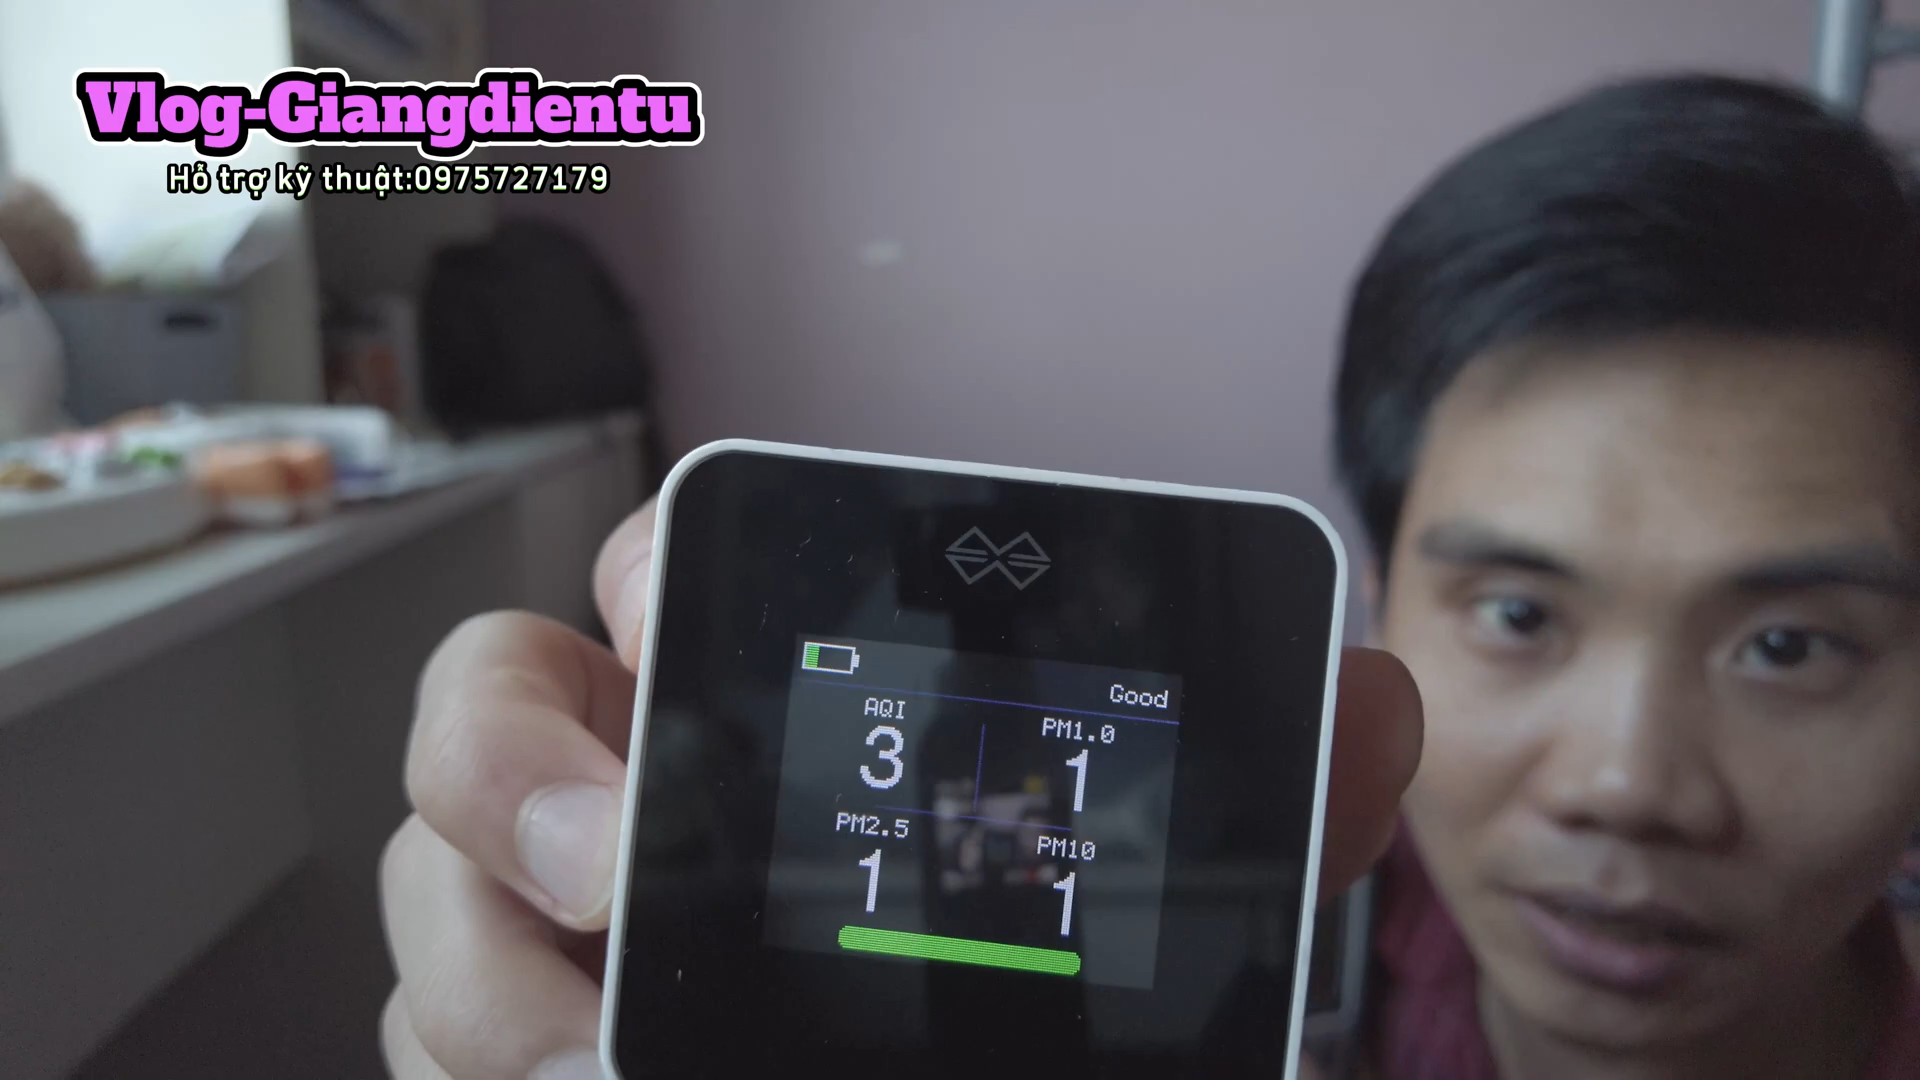 Vlog-Giangdientu
Hỗ trợ kỹ thuật:0975727179
Good
AQI
3
PM1.0
1
PM2.5
1
PM10
1